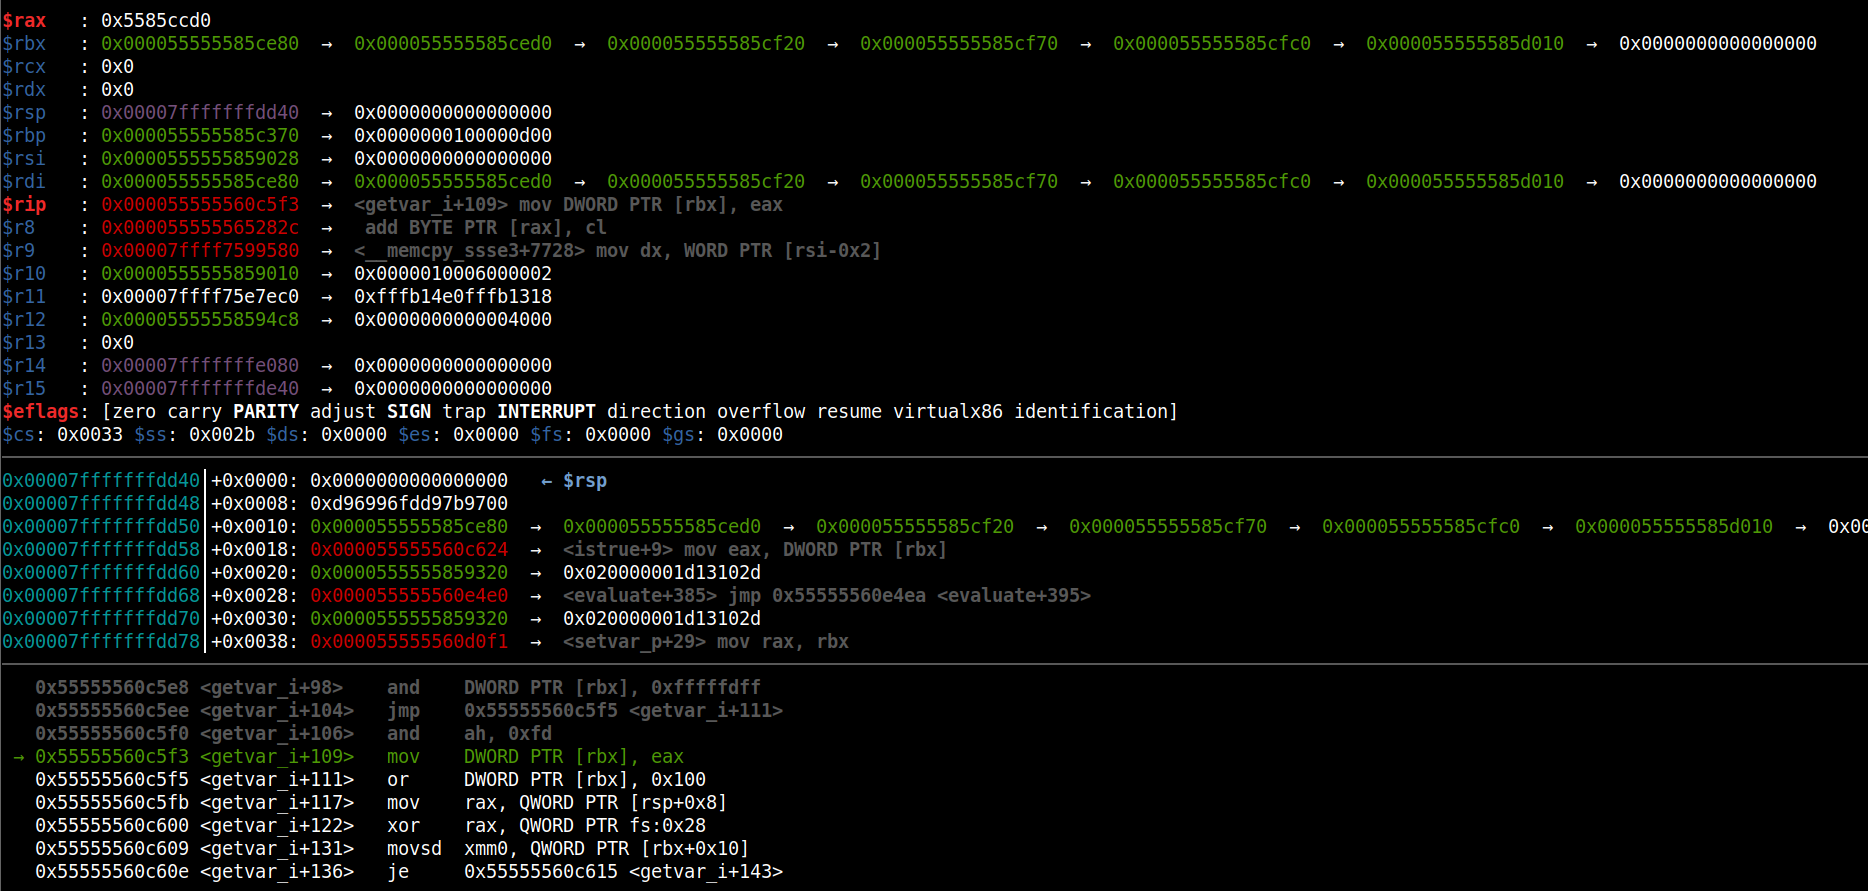 $rax   : 0x5585ccd0
$rbx   : 0x000055555585ce80  →  0x000055555585ced0  →  0x000055555585cf20  →  0x000055555585cf70  →  0x000055555585cfc0  →  0x000055555585d010  →  0x0000000000000000
$rcx   : 0x0
$rdx   : 0x0
$rsp   : 0x00007fffffffdd40  →  0x0000000000000000
$rbp   : 0x000055555585c370  →  0x0000000100000d00
$rsi   : 0x0000555555859028  →  0x0000000000000000
$rdi   : 0x000055555585ce80  →  0x000055555585ced0  →  0x000055555585cf20  →  0x000055555585cf70  →  0x000055555585cfc0  →  0x000055555585d010  →  0x0000000000000000
$rip   : 0x000055555560c5f3  →  <getvar_i+109> mov DWORD PTR [rbx], eax
$r8    : 0x000055555565282c  →   add BYTE PTR [rax], cl
$r9    : 0x00007ffff7599580  →  <__memcpy_ssse3+7728> mov dx, WORD PTR [rsi-0x2]
$r10   : 0x0000555555859010  →  0x0000010006000002
$r11   : 0x00007ffff75e7ec0  →  0xfffb14e0fffb1318
$r12   : 0x00005555558594c8  →  0x0000000000004000
$r13   : 0x0
$r14   : 0x00007fffffffe080  →  0x0000000000000000
$r15   : 0x00007fffffffde40  →  0x0000000000000000
$eflags: [zero carry PARITY adjust SIGN trap INTERRUPT direction overflow resume virtualx86 identification]
$cs: 0x0033 $ss: 0x002b $ds: 0x0000 $es: 0x0000 $fs: 0x0000 $gs: 0x0000
0x00007fffffffdd40│+0x0000: 0x0000000000000000   ← $rsp
0x00007fffffffdd48│+0x0008: 0xd96996fdd97b9700
0x00007fffffffdd50│+0x0010: 0x000055555585ce80  →  0x000055555585ced0  →  0x000055555585cf20  →  0x000055555585cf70  →  0x000055555585cfc0  →  0x000055555585d010  →  0x00
0x00007fffffffdd58│+0x0018: 0x000055555560c624  →  <istrue+9> mov eax, DWORD PTR [rbx]
0x00007fffffffdd60│+0x0020: 0x0000555555859320  →  0x020000001d13102d
0x00007fffffffdd68│+0x0028: 0x000055555560e4e0  →  <evaluate+385> jmp 0x55555560e4ea <evaluate+395>
0x00007fffffffdd70│+0x0030: 0x0000555555859320  →  0x020000001d13102d
0x00007fffffffdd78│+0x0038: 0x000055555560d0f1  →  <setvar_p+29> mov rax, rbx
0x55555560c5e8 <getvar_i+98>    and    DWORD PTR [rbx], 0xfffffdff
0x55555560c5ee <getvar_i+104>   jmp    0x55555560c5f5 <getvar_i+111>
0x55555560c5f0 <getvar_i+106>   and    ah, 0xfd
→ 0x55555560c5f3 <getvar_i+109>   mov    DWORD PTR [rbx], eax
0x55555560c5f5 <getvar_i+111>   or     DWORD PTR [rbx], 0x100
0x55555560c5fb <getvar_i+117>   mov    rax, QWORD PTR [rsp+0x8]
0x55555560c600 <getvar_i+122>   xor    rax, QWORD PTR fs:0x28
0x55555560c609 <getvar_i+131>   movsd  xmm0, QWORD PTR [rbx+0x10]
0x55555560c60e <getvar_i+136>   je     0x55555560c615 <getvar_i+143>